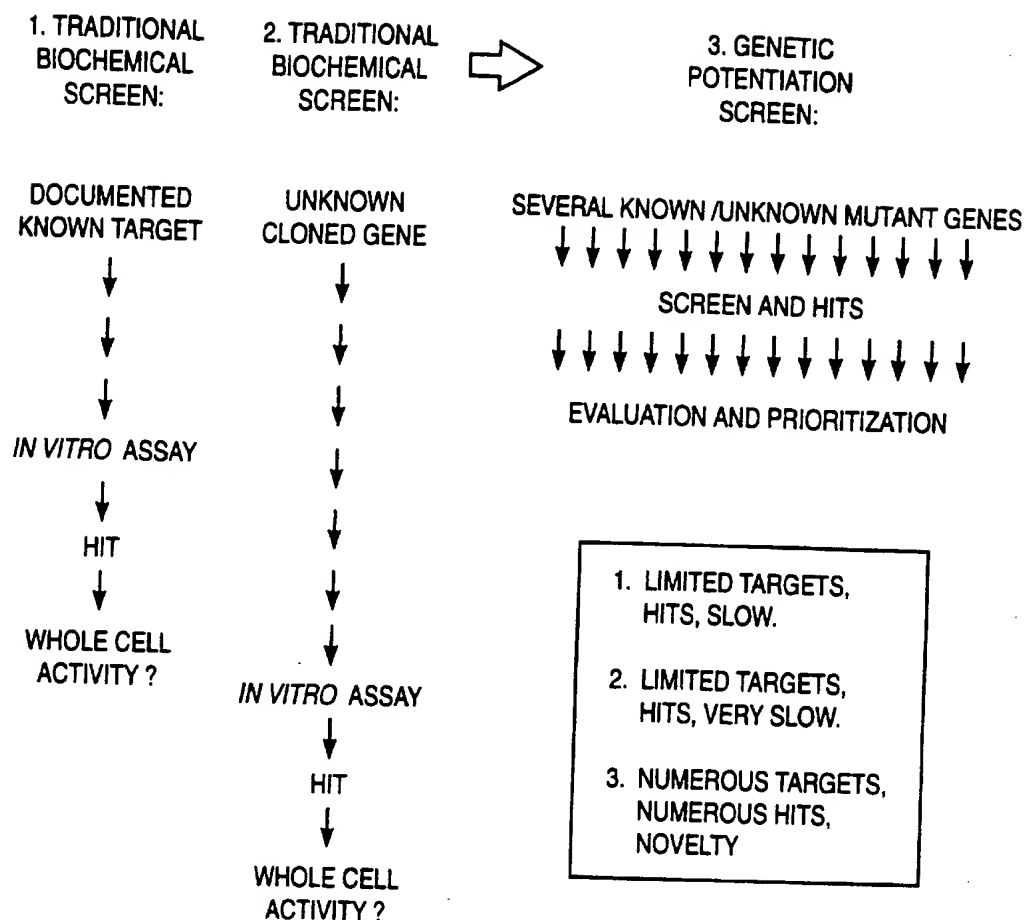 1. TRADITIONAL
BIOCHEMICAL
SCREEN:
DOCUMENTED
KNOWN TARGET
IN VITRO ASSAY
HIT
WHOLE CELL
ACTIVITY ?
2. TRADITIONAL
BIOCHEMICAL
SCREEN:
UNKNOWN
CLONED GENE
IN VITRO ASSAY
HIT
WHOLE CELL
ACTIVITY ?
3. GENETIC
POTENTIATION
SCREEN:
SEVERAL KNOWN /UNKNOWN MUTANT GENES
SCREEN AND HITS
EVALUATION AND PRIORITIZATION
1. LIMITED TARGETS,
HITS, SLOW.
2. LIMITED TARGETS,
HITS, VERY SLOW.
3. NUMEROUS TARGETS,
NUMEROUS HITS,
NOVELTY